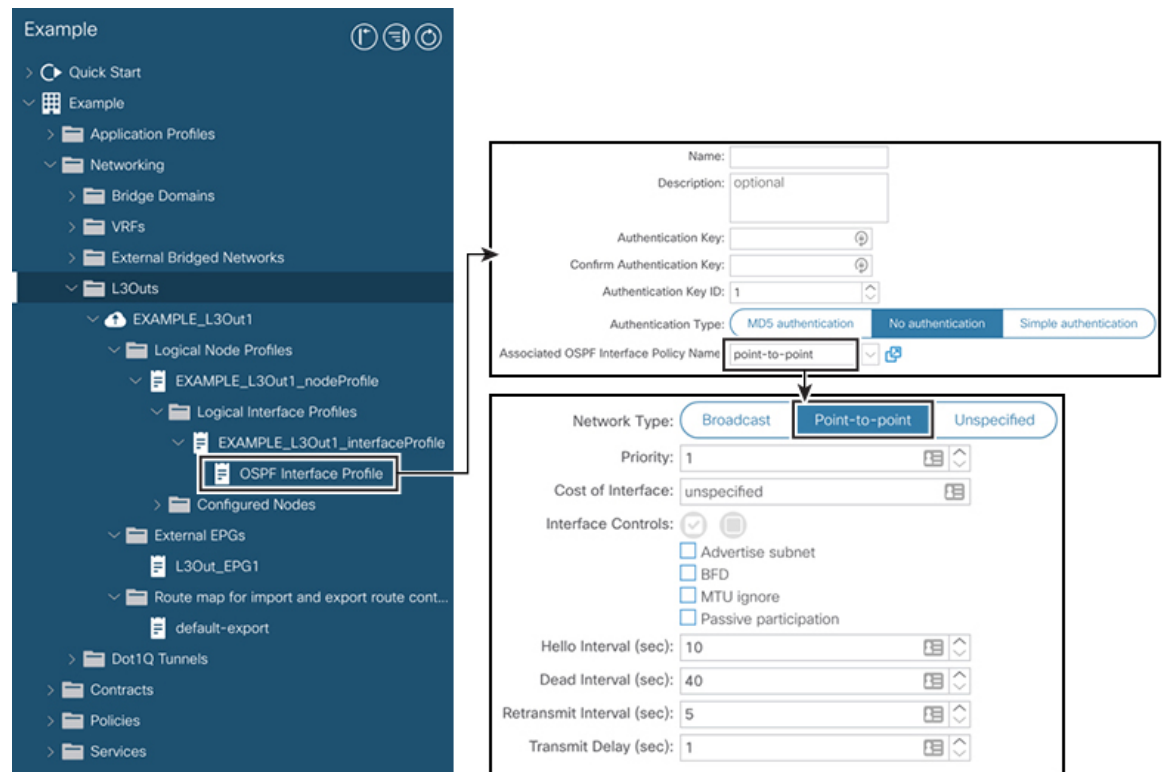 Example
Quick Start
Example
Application Profiles
Networking
Bridge Domains
VRFs
External Bridged Networks
L3Outs
EXAMPLE_L3Out1
Logical Node Profiles
EXAMPLE_L3Out1_nodeProfile
Logical Interface Profiles
EXAMPLE_L3Out1_interfaceProfile
OSPF Interface Profile
Configured Nodes
External EPGs
L3Out_EPG1
Route map for import and export route cont...
default-export
Dot1Q Tunnels
Contracts
Policies
Services
Name:
Description: optional
Authentication Key:
Confirm Authentication Key:
Authentication Key ID: 1
Authentication Type: MD5 authentication No authentication Simple authentication
Associated OSPF Interface Policy Name point-to-point
Network Type: Broadcast Point-to-point Unspecified
Priority: 1
Cost of Interface: unspecified
Interface Controls:
Advertise subnet
BFD
MTU ignore
Passive participation
Hello Interval (sec): 10
Dead Interval (sec): 40
Retransmit Interval (sec): 5
Transmit Delay (sec): 1